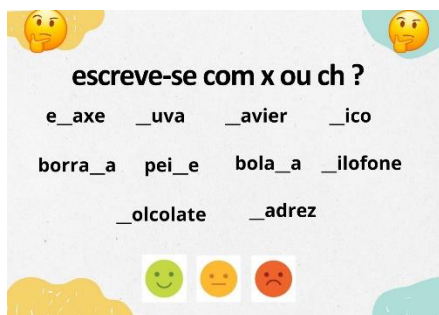 escreve-se com x ou ch ?
e__axe __uva __avier __ico
borra__a pei__e bola__a __ilofone
__olcolate __adrez